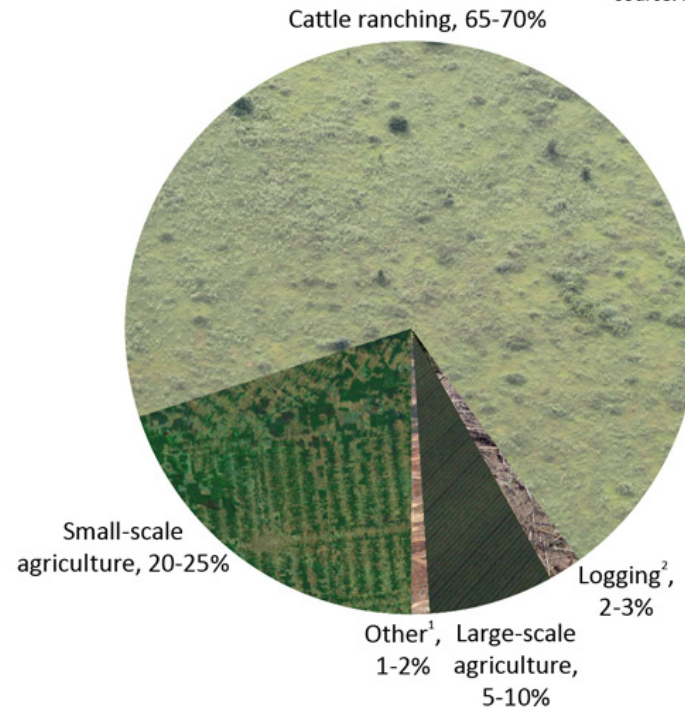 Cattle ranching, 65-70%
Small-scale
agriculture, 20-25%
Other¹,
1-2%
Large-scale
agriculture,
5-10%
Logging²,
2-3%